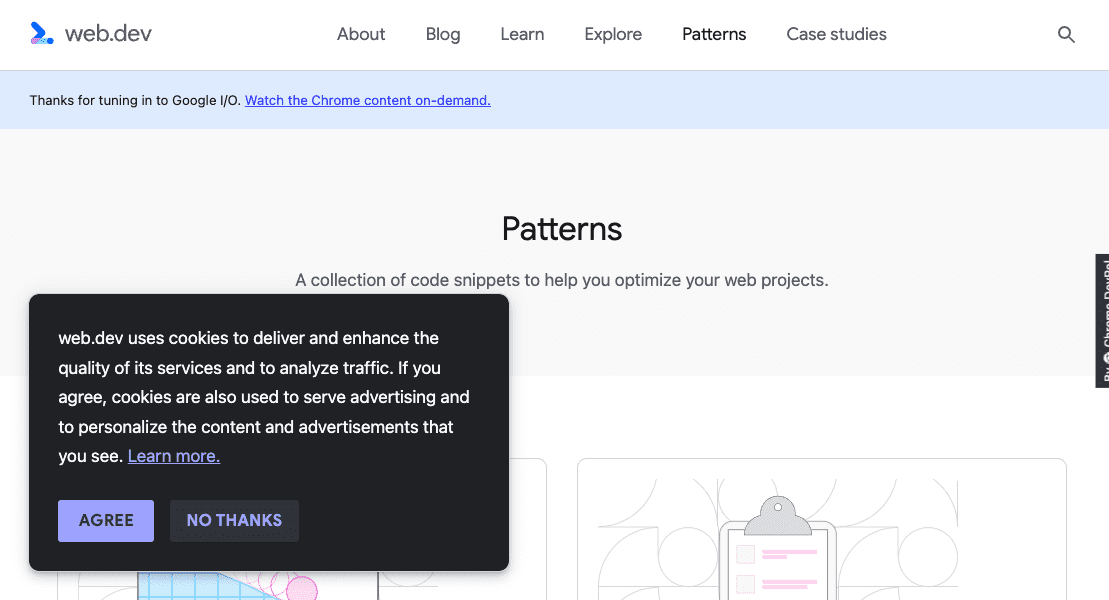 web.dev
About Blog Learn Explore Patterns Case studies
Thanks for tuning in to Google I/O. Watch the Chrome content on-demand.
Patterns
A collection of code snippets to help you optimize your web projects.
By Chrome DevRel
web.dev uses cookies to deliver and enhance the
quality of its services and to analyze traffic. If you
agree, cookies are also used to serve advertising and
to personalize the content and advertisements that
you see. Learn more.
AGREE NO THANKS